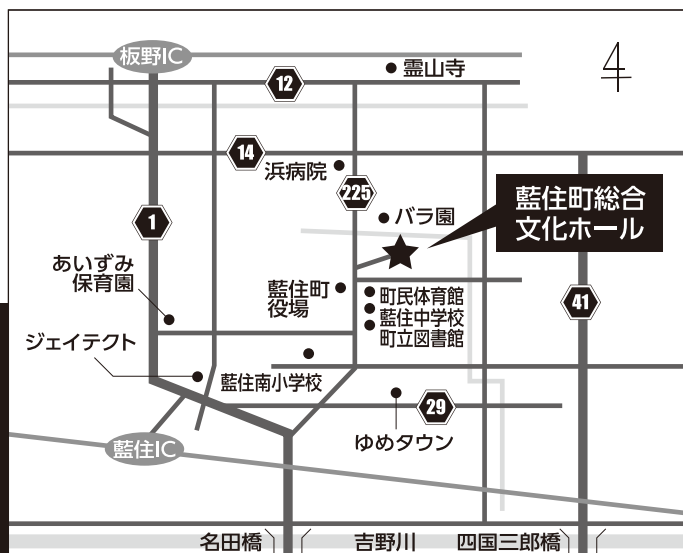 板野IC
霊山寺
12
14
浜病院
225
バラ園
藍住町総合
文化ホール
1
あいずみ
保育園
藍住町
役場
町民体育館
藍住中学校
町立図書館
41
ジェイテクト
藍住南小学校
29
ゆめタウン
藍住IC
名田橋
吉野川
四国三郎橋